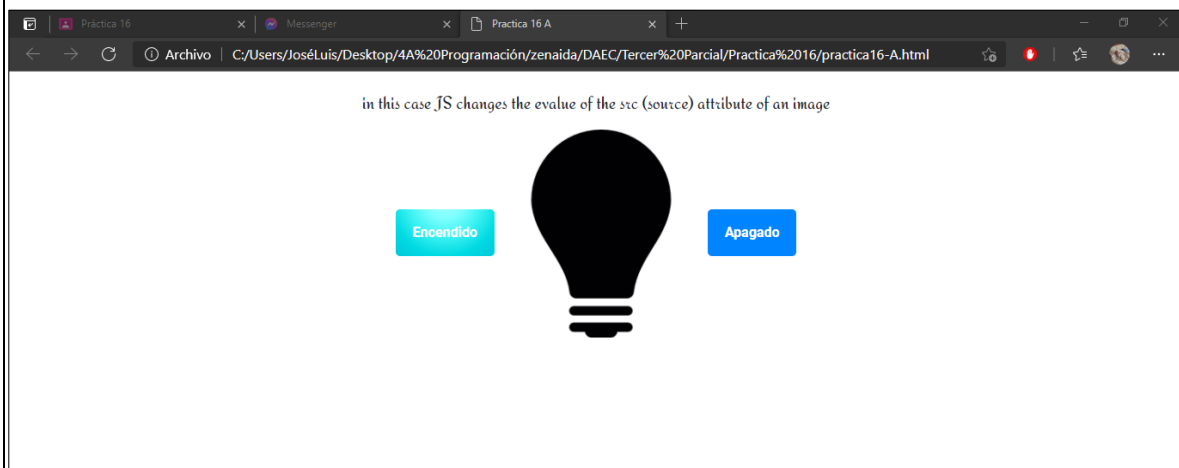 Práctica 16
Messenger
Practica 16 A
Archivo C:/Users/JoséLuis/Desktop/4A%20Programación/zenaida/DAEC/Tercer%20Parcial/Practica%2016/practica16-A.html
in this case JS changes the evalue of the src (source) attribute of an image
Encendido
Apagado